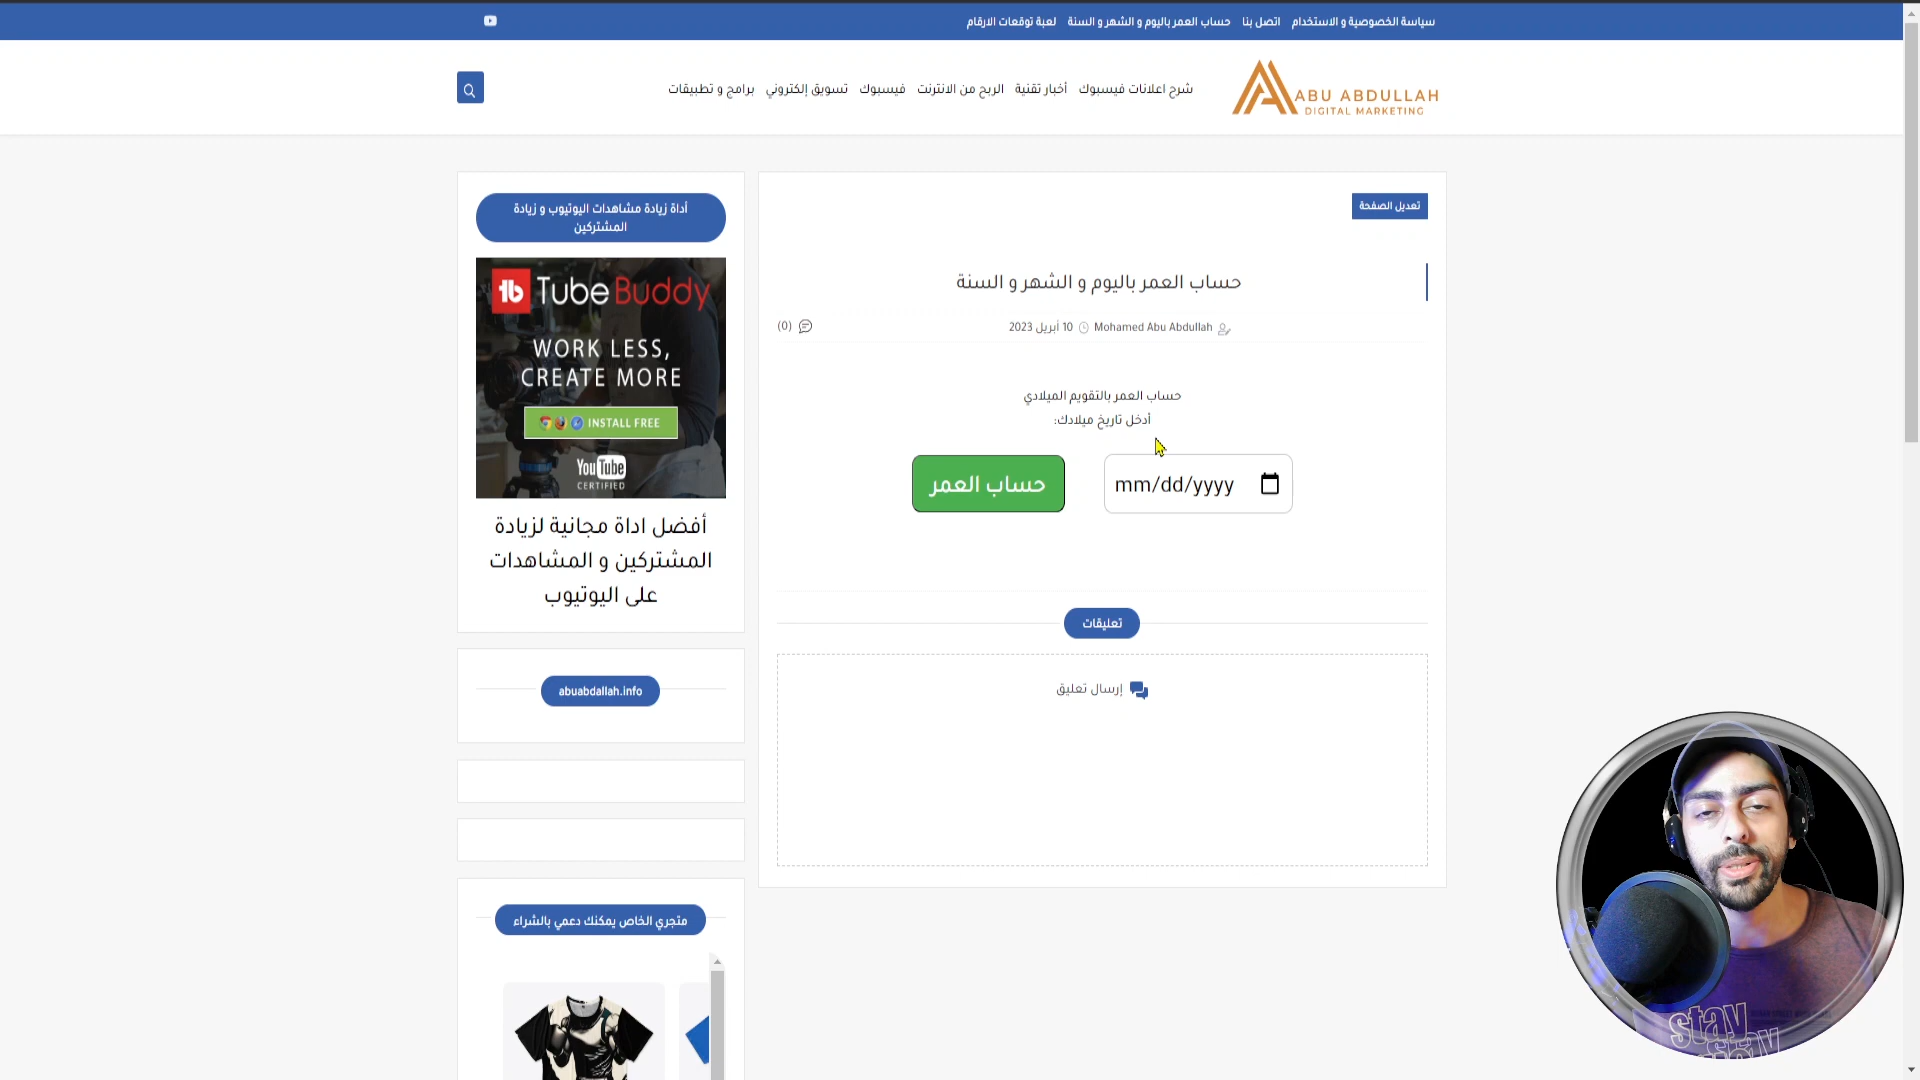 سياسة الخصوصية و الاستخدام
اتصل بنا
حساب العمر باليوم و الشهر و السنة
لعبة توقعات الارقام
ABU ABDULLAH
DIGITAL MARKETING
شرح اعلانات فيسبوك
أخبار تقنية
الربح من الانترنت
فيسبوك
تسويق إلكتروني
برامج و تطبيقات
تعديل الصفحة
حساب العمر باليوم و الشهر و السنة
Mohamed Abu Abdullah
10 أبريل 2023
(0)
حساب العمر بالتقويم الميلادي
أدخل تاريخ ميلادك:
mm/dd/yyyy
حساب العمر
تعليقات
إرسال تعليق
أداة زيادة مشاهدات اليوتيوب و زيادة
المشتركين
tb TubeBuddy
WORK LESS,
CREATE MORE
INSTALL FREE
YouTube
CERTIFIED
أفضل اداة مجانية لزيادة
المشتركين و المشاهدات
على اليوتيوب
abuabdallah.info
متجري الخاص يمكنك دعمي بالشراء
stay